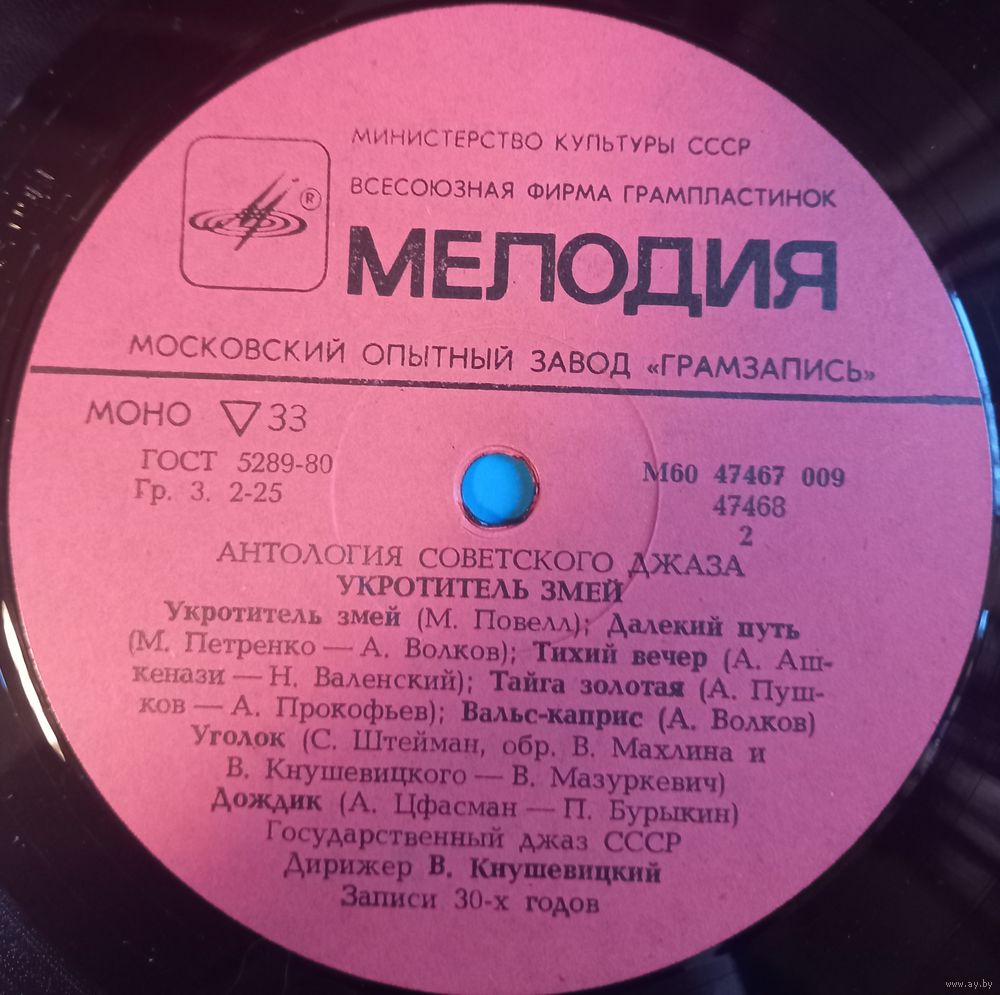 МИНИСТЕРСТВО КУЛЬТУРЫ СССР
ВСЕСОЮЗНАЯ ФИРМА ГРАМПЛАСТИНОК
®
МЕЛОДИЯ
МОСКОВСКИЙ ОПЫТНЫЙ ЗАВОД «ГРАМЗАПИСЬ»
МОНО ▽ 33
ГОСТ 5289-80
Гр. 3. 2-25
М60 47467 009
47468
2
АНТОЛОГИЯ СОВЕТСКОГО ДЖАЗА
УКРОТИТЕЛЬ ЗМЕЙ
Укротитель змей (М. Повелл); Далекий путь
(М. Петренко — А. Волков); Тихий вечер (А. Аш-
кенази — Н. Валенский); Тайга золотая (А. Пуш-
ков — А. Прокофьев); Вальс-каприс (А. Волков)
Уголок (С. Штейман, обр. В. Махлина и
В. Кнушевицкого — В. Мазуркевич)
Дождик (А. Цфасман — П. Бурыкин)
Государственный джаз СССР
Дирижер В. Кнушевицкий
Записи 30-х годов
www.ay.by